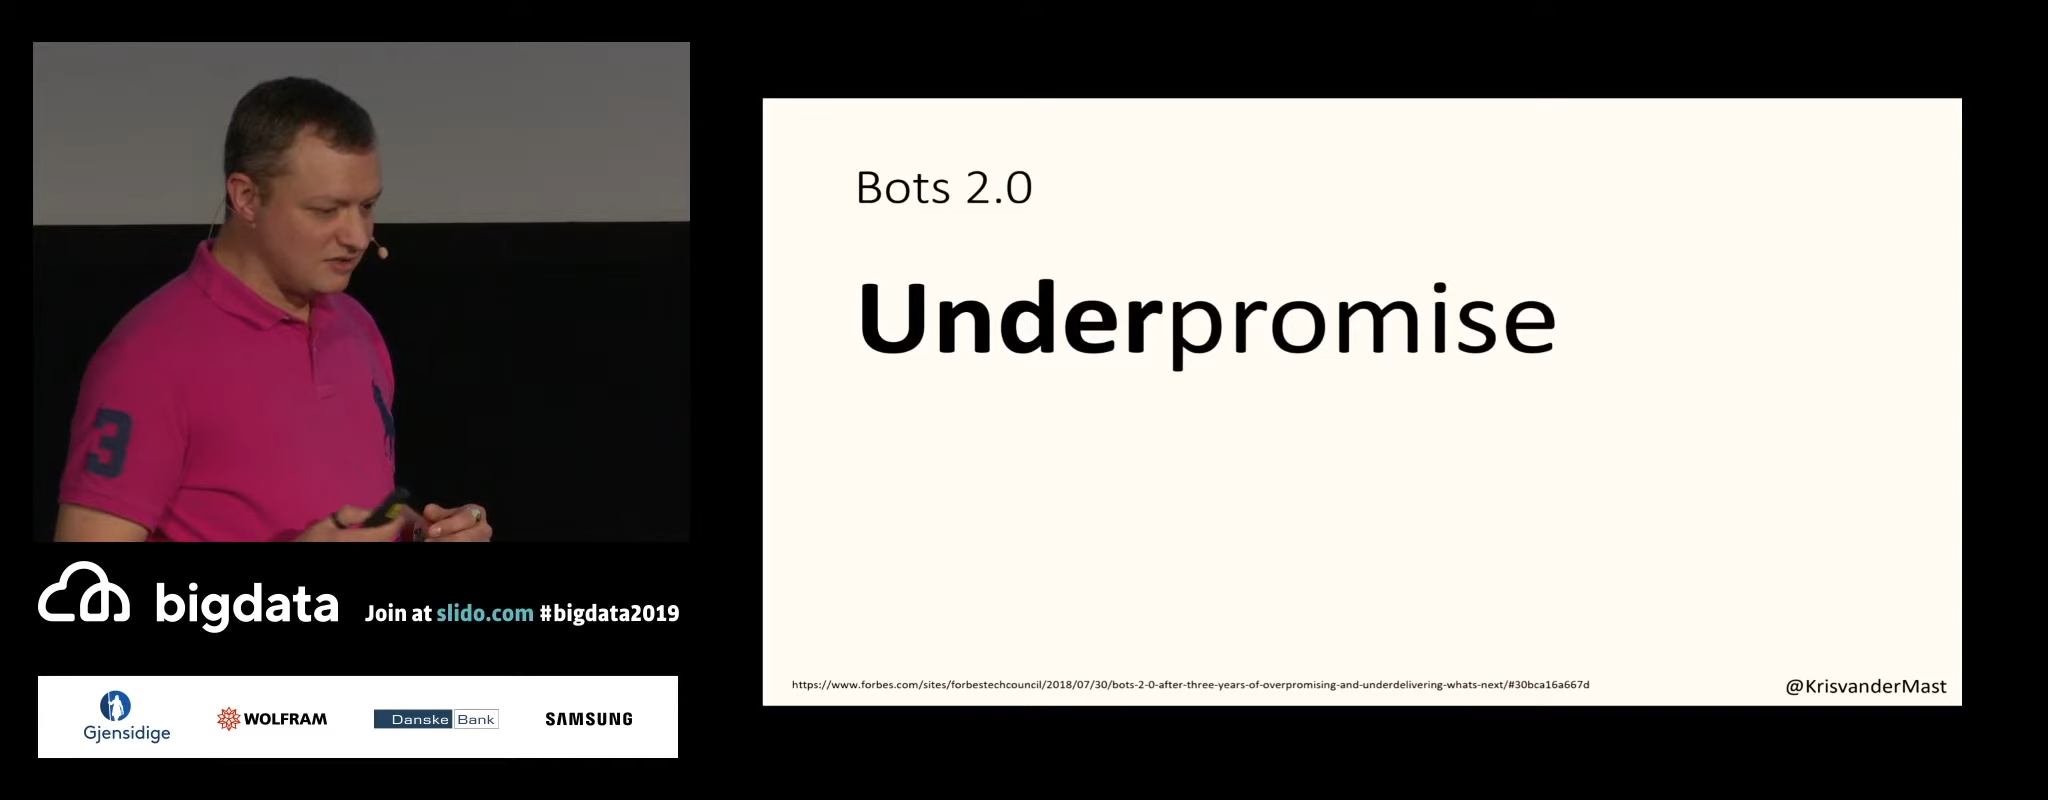 3
bigdata
Join at slido.com #bigdata2019
Gjensidige
WOLFRAM
Danske Bank
SAMSUNG
Bots 2.0
Underpromise
https://www.forbes.com/sites/forbestechcouncil/2018/07/30/bots-2-0-after-three-years-of-overpromising-and-underdelivering-whats-next/#30bca16a667d
@KrisvanderMast